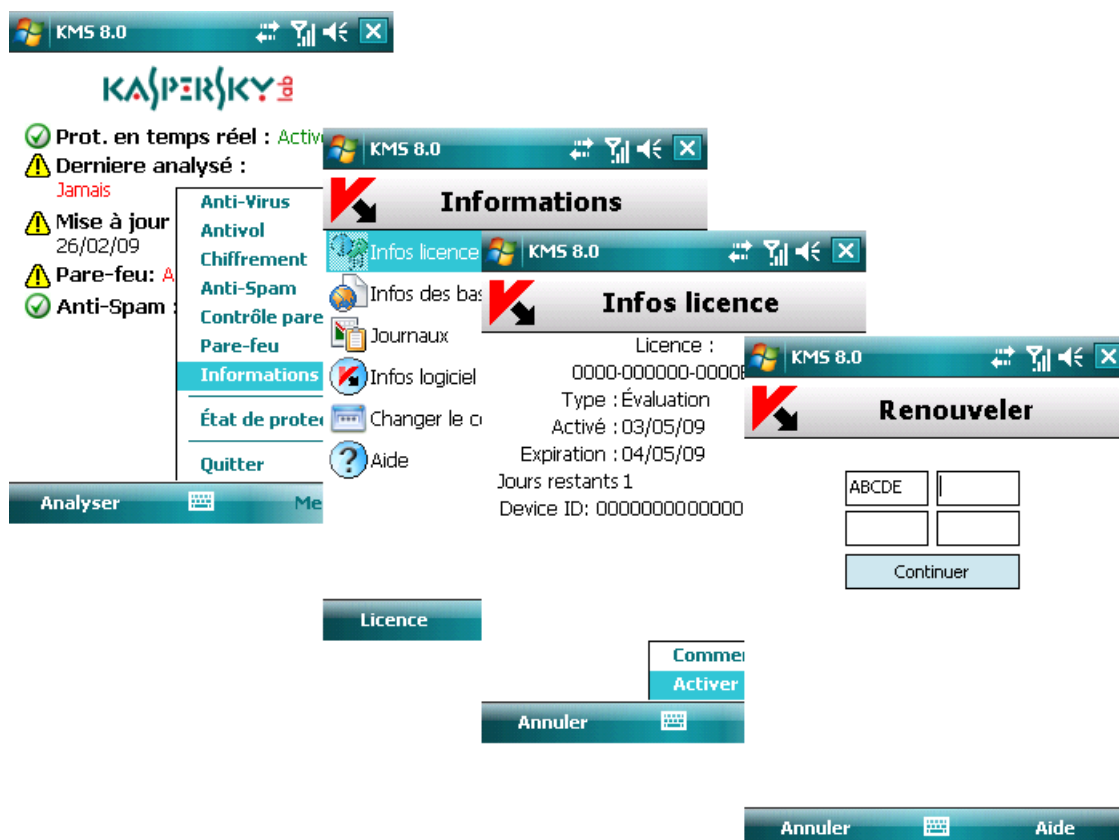 KMS 8.0
KASPERSKY lab
Prot. en temps réel : Activ
Derniere analysé :
Jamais
Mise à jour
26/02/09
Pare-feu: A
Anti-Spam :
Anti-Virus
Antivol
Chiffrement
Anti-Spam
Contrôle pare
Pare-feu
Informations
État de protec
Quitter
Analyser
Me
KMS 8.0
Informations
Infos licence
Infos des bas
Journaux
Infos logiciel
Changer le co
Aide
Licence
KMS 8.0
Infos licence
Licence :
0000-000000-0000
Type : Évaluation
Activé : 03/05/09
Expiration : 04/05/09
Jours restants 1
Device ID: 0000000000000
Comme
Activer
Annuler
KMS 8.0
Renouveler
ABCDE
Continuer
Annuler
Aide